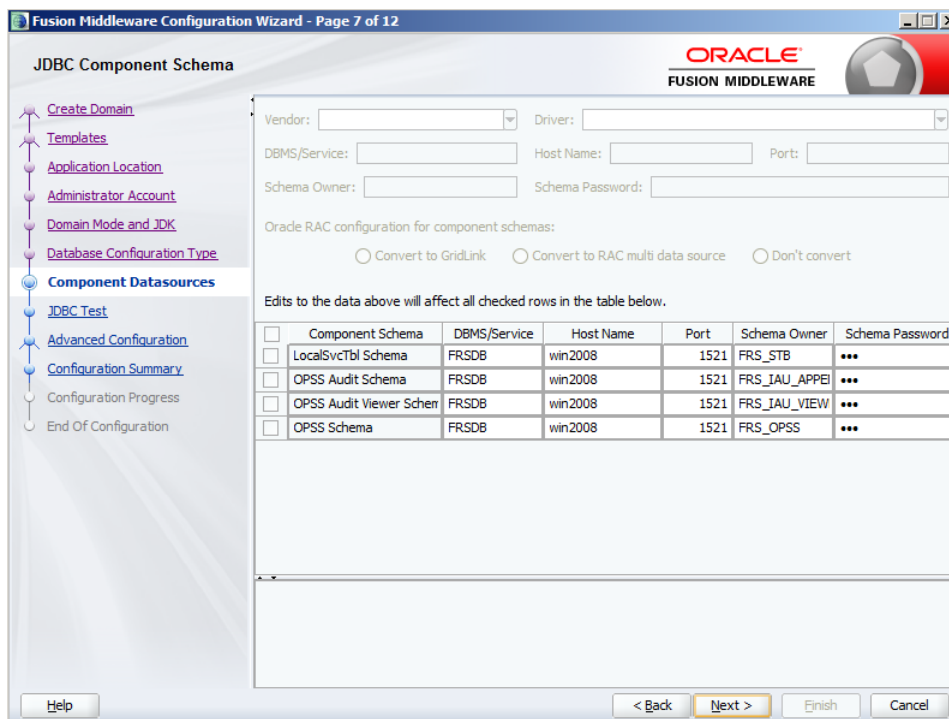 Fusion Middleware Configuration Wizard - Page 7 of 12
JDBC Component Schema
ORACLE
FUSION MIDDLEWARE
Create Domain
Templates
Application Location
Administrator Account
Domain Mode and JDK
Database Configuration Type
Component Datasources
JDBC Test
Advanced Configuration
Configuration Summary
Configuration Progress
End Of Configuration
Vendor: Driver:
DBMS/Service: Host Name: Port:
Schema Owner: Schema Password:
Oracle RAC configuration for component schemas:
Convert to GridLink Convert to RAC multi data source Don't convert
Edits to the data above will affect all checked rows in the table below.
Component Schema DBMS/Service Host Name Port Schema Owner Schema Password
LocalSvcTbl Schema FRSDB win2008 1521 FRS_STB •••
OPSS Audit Schema FRSDB win2008 1521 FRS_IAU_APPEI •••
OPSS Audit Viewer Schem FRSDB win2008 1521 FRS_IAU_VIEW •••
OPSS Schema FRSDB win2008 1521 FRS_OPSS •••
Help < Back Next > Finish Cancel